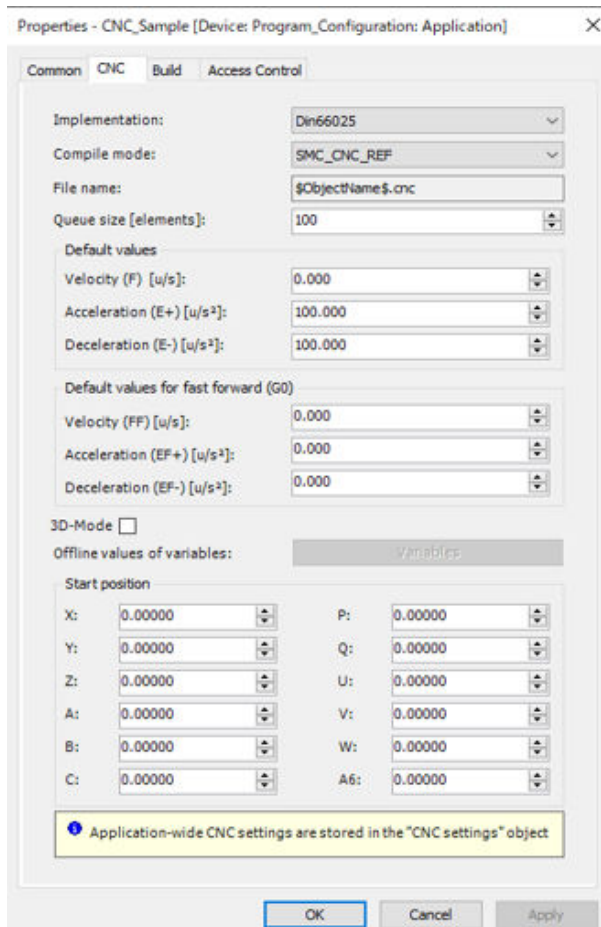 Properties - CNC_Sample [Device: Program_Configuration: Application]
Common CNC Build Access Control
Implementation: Din66025
Compile mode: SMC_CNC_REF
File name: $ObjectName$.cnc
Queue size [elements]: 100
Default values
Velocity (F) [u/s]: 0.000
Acceleration (E+) [u/s²]: 100.000
Deceleration (E-) [u/s²]: 100.000
Default values for fast forward (G0)
Velocity (FF) [u/s]: 0.000
Acceleration (EF+) [u/s²]: 0.000
Deceleration (EF-) [u/s²]: 0.000
3D-Mode
Offline values of variables: Variables
Start position
X: 0.00000 P: 0.00000
Y: 0.00000 Q: 0.00000
Z: 0.00000 U: 0.00000
A: 0.00000 V: 0.00000
B: 0.00000 W: 0.00000
C: 0.00000 A6: 0.00000
Application-wide CNC settings are stored in the "CNC settings" object
OK Cancel Apply